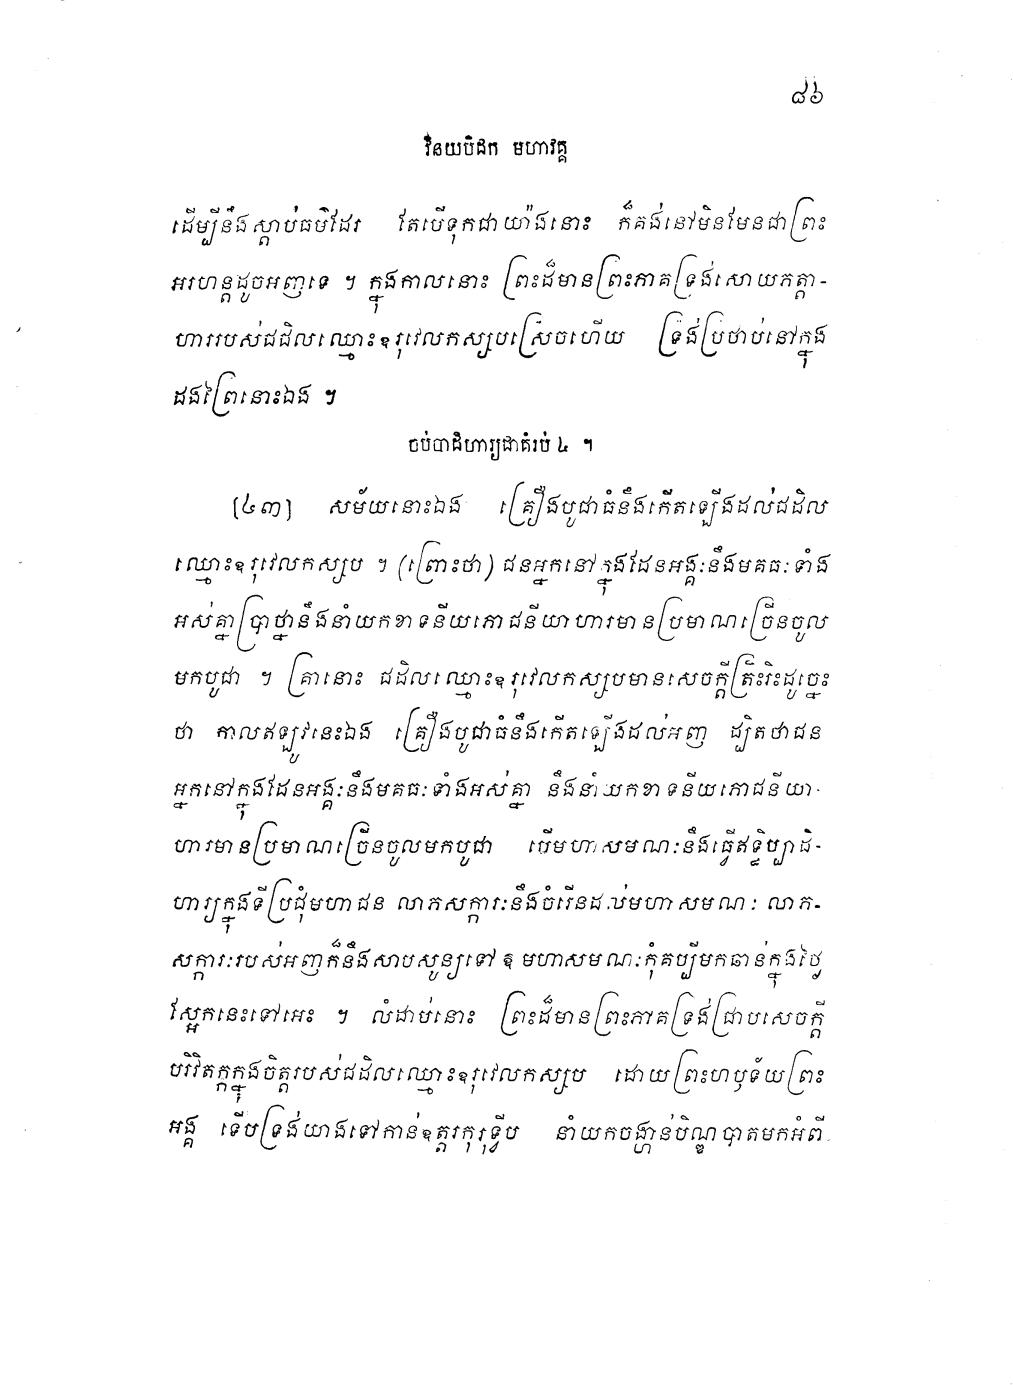 ៨៦
វិនយបិដក មហាវគ្គ
ដើម្បីនឹងស្តាប់ធម៌ដែរ តែបើទុកជាយ៉ាងនោះ ក៏គង់នៅមិនមែនជាព្រះ
អរហន្តដូចអញទេ ។ ក្នុងកាលនោះ ព្រះដ៏មានព្រះភាគទ្រង់សោយភត្តា-
ហាររបស់ជដិលឈ្មោះឧរុវេលកស្សបស្រេចហើយ ទ្រង់ប្រថាប់នៅក្នុង
ដងព្រៃនោះឯង ។
ចប់បាដិហារ្យជាគំរប់ ៤ ។
(៤៣) សម័យនោះឯង គ្រឿងបូជាធំនឹងកើតឡើងដល់ជដិល
ឈ្មោះឧរុវេលកស្សប ។ (ព្រោះថា) ជនអ្នកនៅក្នុងដែនអង្គៈនឹងមគធៈទាំង
អស់គ្នាប្រាថ្នានឹងនាំយកខាទនីយភោជនីយាហារមានប្រមាណច្រើនចូល
មកបូជា ។ គ្រានោះ ជដិលឈ្មោះឧរុវេលកស្សបមានសេចក្តីត្រិះរិះដូច្នេះ
ថា កាលឥឡូវនេះឯង គ្រឿងបូជាធំនឹងកើតឡើងដល់អញ ដ្បិតថាជន
អ្នកនៅក្នុងដែនអង្គៈនឹងមគធៈទាំងអស់គ្នា នឹងនាំយកខាទនីយភោជនីយា-
ហារមានប្រមាណច្រើនចូលមកបូជា បើមហាសមណៈនឹងធ្វើឥទ្ធិប្បាដិ-
ហារ្យក្នុងទីប្រជុំមហាជន លាភសក្ការៈនឹងចំរើនដល់មហាសមណៈ លាភ-
សក្ការៈរបស់អញក៏នឹងសាបសូន្យទៅ ឱ មហាសមណៈកុំគប្បីមកឆាន់ក្នុងថ្ងៃ
ស្អែកនេះទៅអេះ ។ លំដាប់នោះ ព្រះដ៏មានព្រះភាគទ្រង់ជ្រាបសេចក្តី
បរិវិតក្កក្នុងចិត្តរបស់ជដិលឈ្មោះឧរុវេលកស្សប ដោយព្រះហឫទ័យព្រះ
អង្គ ទើបទ្រង់យាងទៅកាន់ឧត្តរកុរុទ្វីប នាំយកចង្ហាន់បិណ្ឌបាតមកអំពី